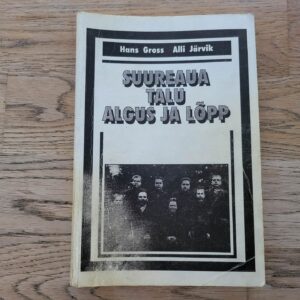 Hans Gross Alli Järvik
SUUREAUA
TALU
ALGUS JA LÕPP